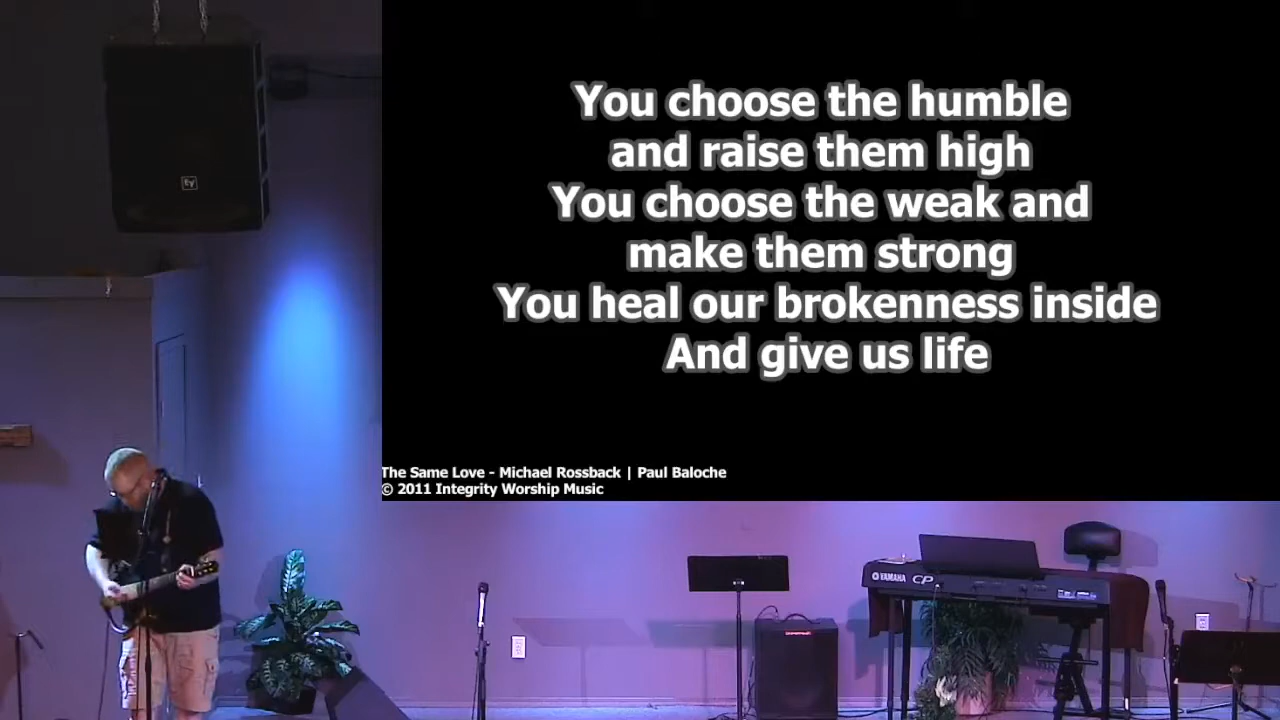 You choose the humble
and raise them high
You choose the weak and
make them strong
You heal our brokenness inside
And give us life
The Same Love - Michael Rossback | Paul Baloche
© 2011 Integrity Worship Music
EV
YAMAHA CP